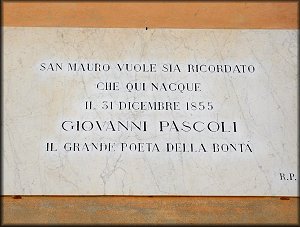 SAN MAURO VUOLE SIA RICORDATO
CHE QUI NACQUE
IL 31 DICEMBRE 1855
GIOVANNI PASCOLI
IL GRANDE POETA DELLA BONTÀ
R.P.